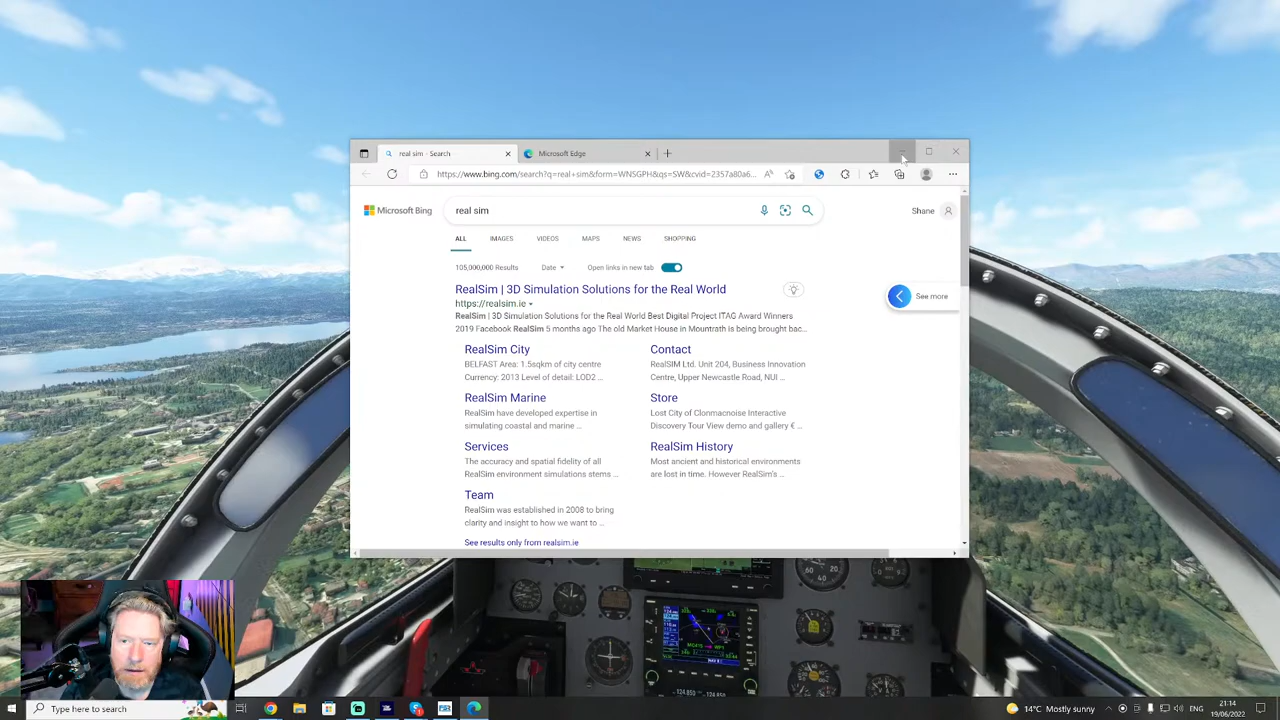 real sim - Search
Microsoft Edge
https://www.bing.com/search?q=real+sim&form=WNSGPH&qs=SW&cvid=2357a80a6...
Microsoft Bing
real sim
Shane
ALL
IMAGES
VIDEOS
MAPS
NEWS
SHOPPING
105,000,000 Results
Date
Open links in new tab
RealSim | 3D Simulation Solutions for the Real World
https://realsim.ie
RealSim | 3D Simulation Solutions for the Real World Best Digital Project ITAG Award Winners
2019 Facebook RealSim 5 months ago The old Market House in Mountrath is being brought bac...
See more
RealSim City
BELFAST Area: 1.5sqkm of city centre
Currency: 2013 Level of detail: LOD2 ...
Contact
RealSIM Ltd. Unit 204, Business Innovation
Centre, Upper Newcastle Road, NUI ...
RealSim Marine
RealSim have developed expertise in
simulating coastal and marine ...
Store
Lost City of Clonmacnoise Interactive
Discovery Tour View demo and gallery € ...
Services
The accuracy and spatial fidelity of all
RealSim environment simulations stems ...
RealSim History
Most ancient and historical environments
are lost in time. However RealSim's ...
Team
RealSim was established in 2008 to bring
clarity and insight to how we want to ...
See results only from realsim.ie
124.850
124.850
Type here to search
14°C Mostly sunny
ENG
21:14
19/06/2022